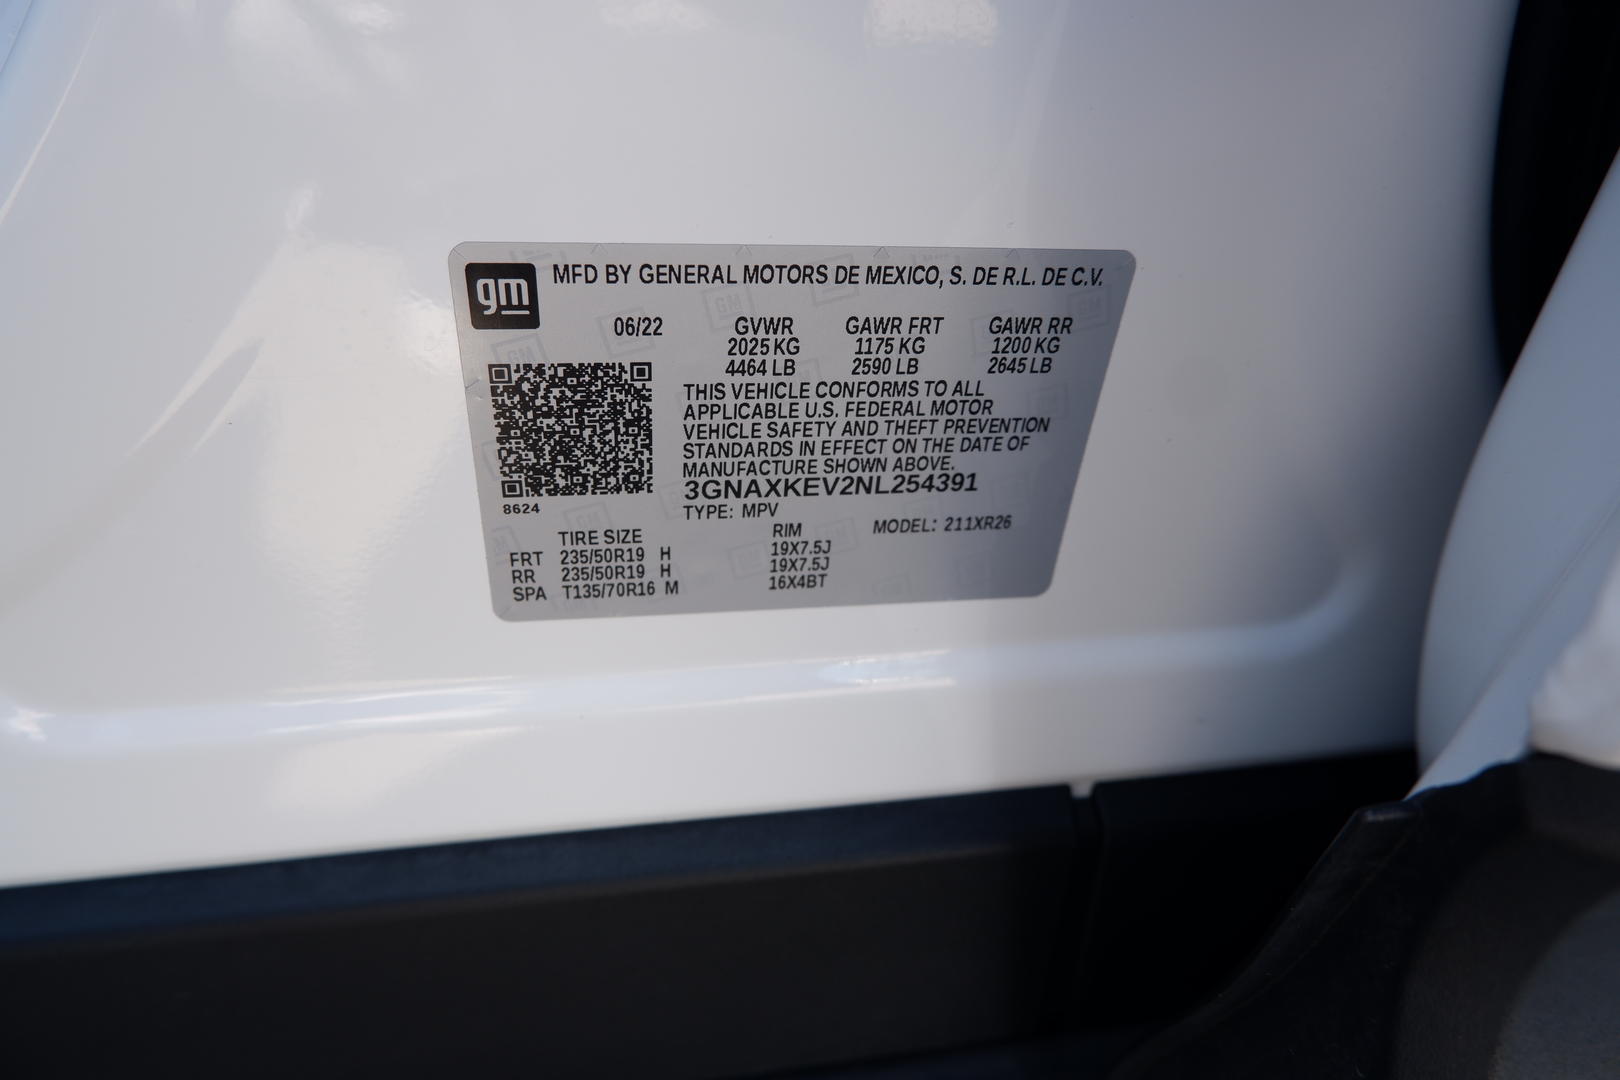 gm MFD BY GENERAL MOTORS DE MEXICO, S. DE R.L. DE C.V.
06/22 GVWR GAWR FRT GAWR RR
2025 KG 1175 KG 1200 KG
4464 LB 2590 LB 2645 LB
THIS VEHICLE CONFORMS TO ALL
APPLICABLE U.S. FEDERAL MOTOR
VEHICLE SAFETY AND THEFT PREVENTION
STANDARDS IN EFFECT ON THE DATE OF
MANUFACTURE SHOWN ABOVE.
3GNAXKEV2NL254391
8624 TYPE: MPV
TIRE SIZE RIM MODEL: 211XR26
FRT 235/50R19 H 19X7.5J
RR 235/50R19 H 19X7.5J
SPA T135/70R16 M 16X4BT